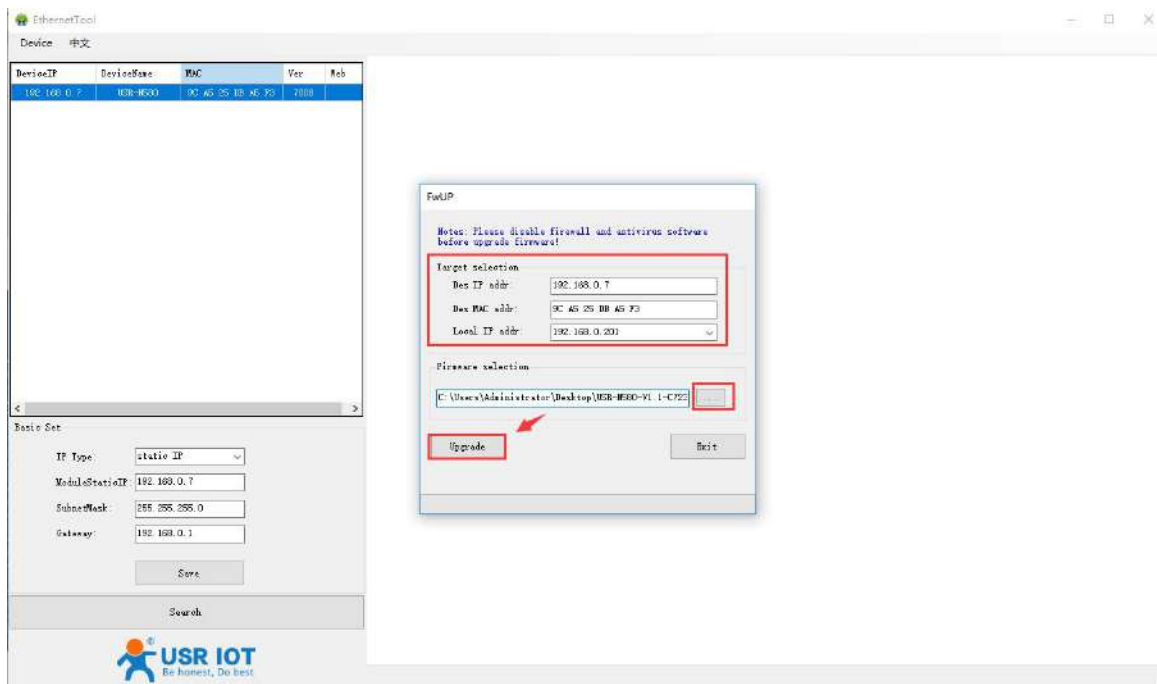 EthernetTool
Device 中文
DeviceIP DeviceName MAC Ver Web
192.168.0.7 USR-N580 9C A5 25 DB A5 F3 7008
FwUP
Notes: Please disable firewall and antivirus software
before upgrade firmware!
Target selection
Des IP addr: 192.168.0.7
Des MAC addr: 9C A5 25 DB A5 F3
Local IP addr: 192.168.0.201
Firmware selection
C:\Users\Administrator\Desktop\USR-N580-V1.1-C723 ...
Upgrade Exit
Basic Set
IP Type: static IP
ModuleStaticIP: 192.168.0.7
SubnetMask: 255.255.255.0
Gateway: 192.168.0.1
Save
Search
USR IOT
Be honest, Do best